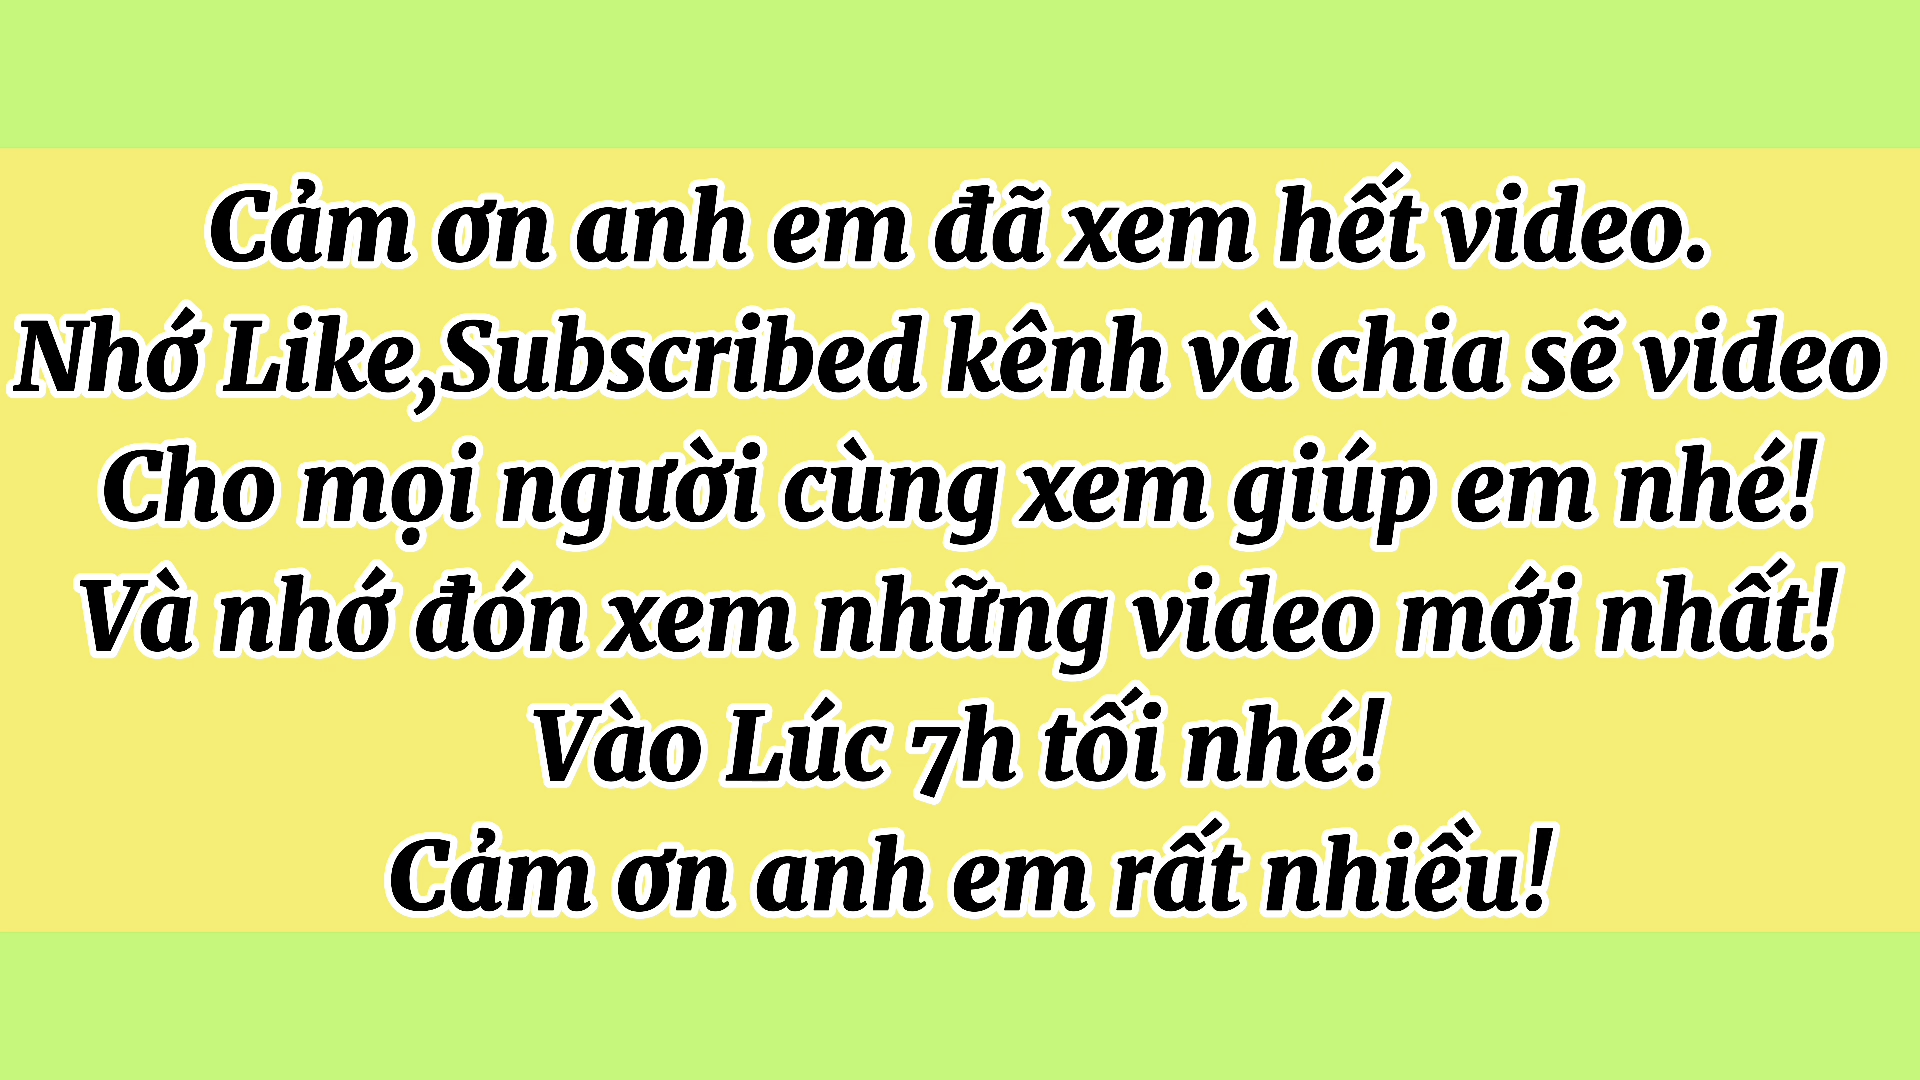 Cảm ơn anh em đã xem hết video.
Nhớ Like,Subscribed kênh và chia sẽ video
Cho mọi người cùng xem giúp em nhé!
Và nhớ đón xem những video mới nhất!
Vào Lúc 7h tối nhé!
Cảm ơn anh em rất nhiều!